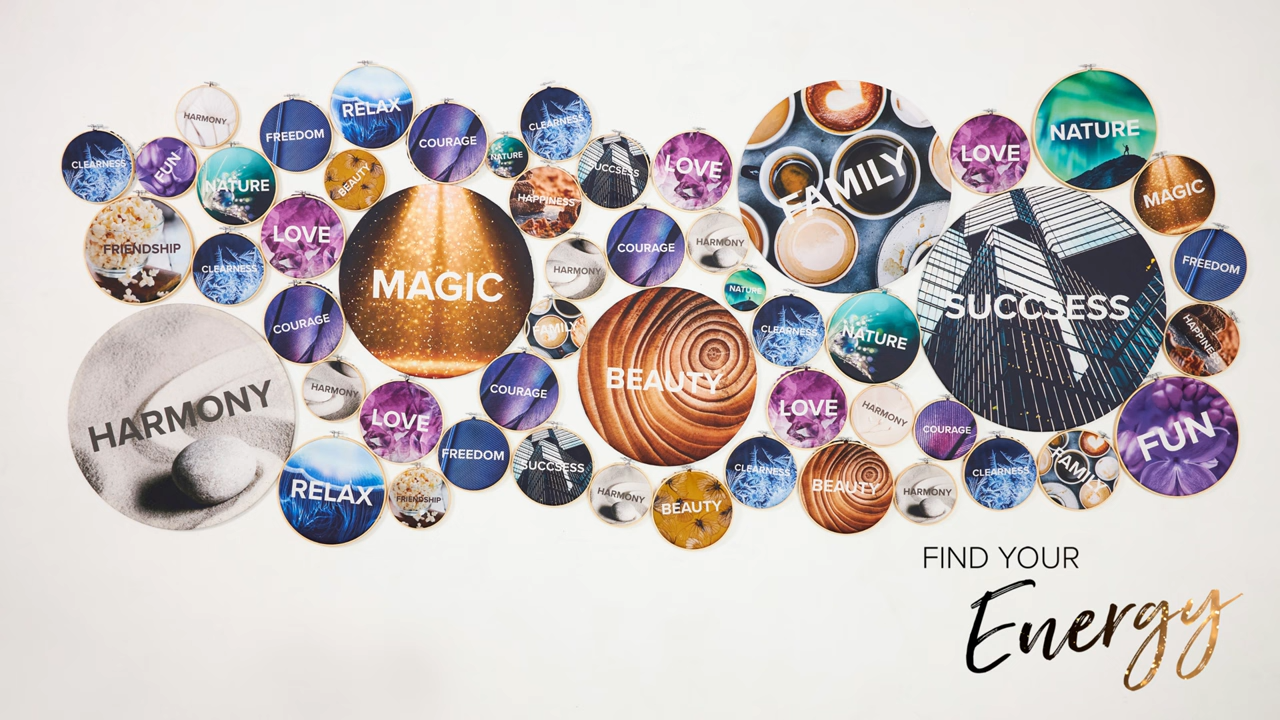 HARMONY
RELAX
FREEDOM
CLEARNESS
COURAGE
NATURE
CLEARNESS
FUN
NATURE
BEAUTY
NATURE
SUCCSESS
LOVE
FAMILY
LOVE
MAGIC
HAPPINESS
FRIENDSHIP
LOVE
CLEARNESS
COURAGE
HARMONY
HARMONY
FREEDOM
MAGIC
NATURE
SUCCSESS
COURAGE
FAMILY
CLEARNESS
NATURE
HAPPINE
BEAUTY
HARMONY
HARMONY
COURAGE
LOVE
LOVE
HARMONY
COURAGE
FUN
FREEDOM
SUCCSESS
CLEARNESS
BEAUTY
CLEARNESS
FAMILY
RELAX
FRIENDSHIP
HARMONY
BEAUTY
HARMONY
FIND YOUR
Energy